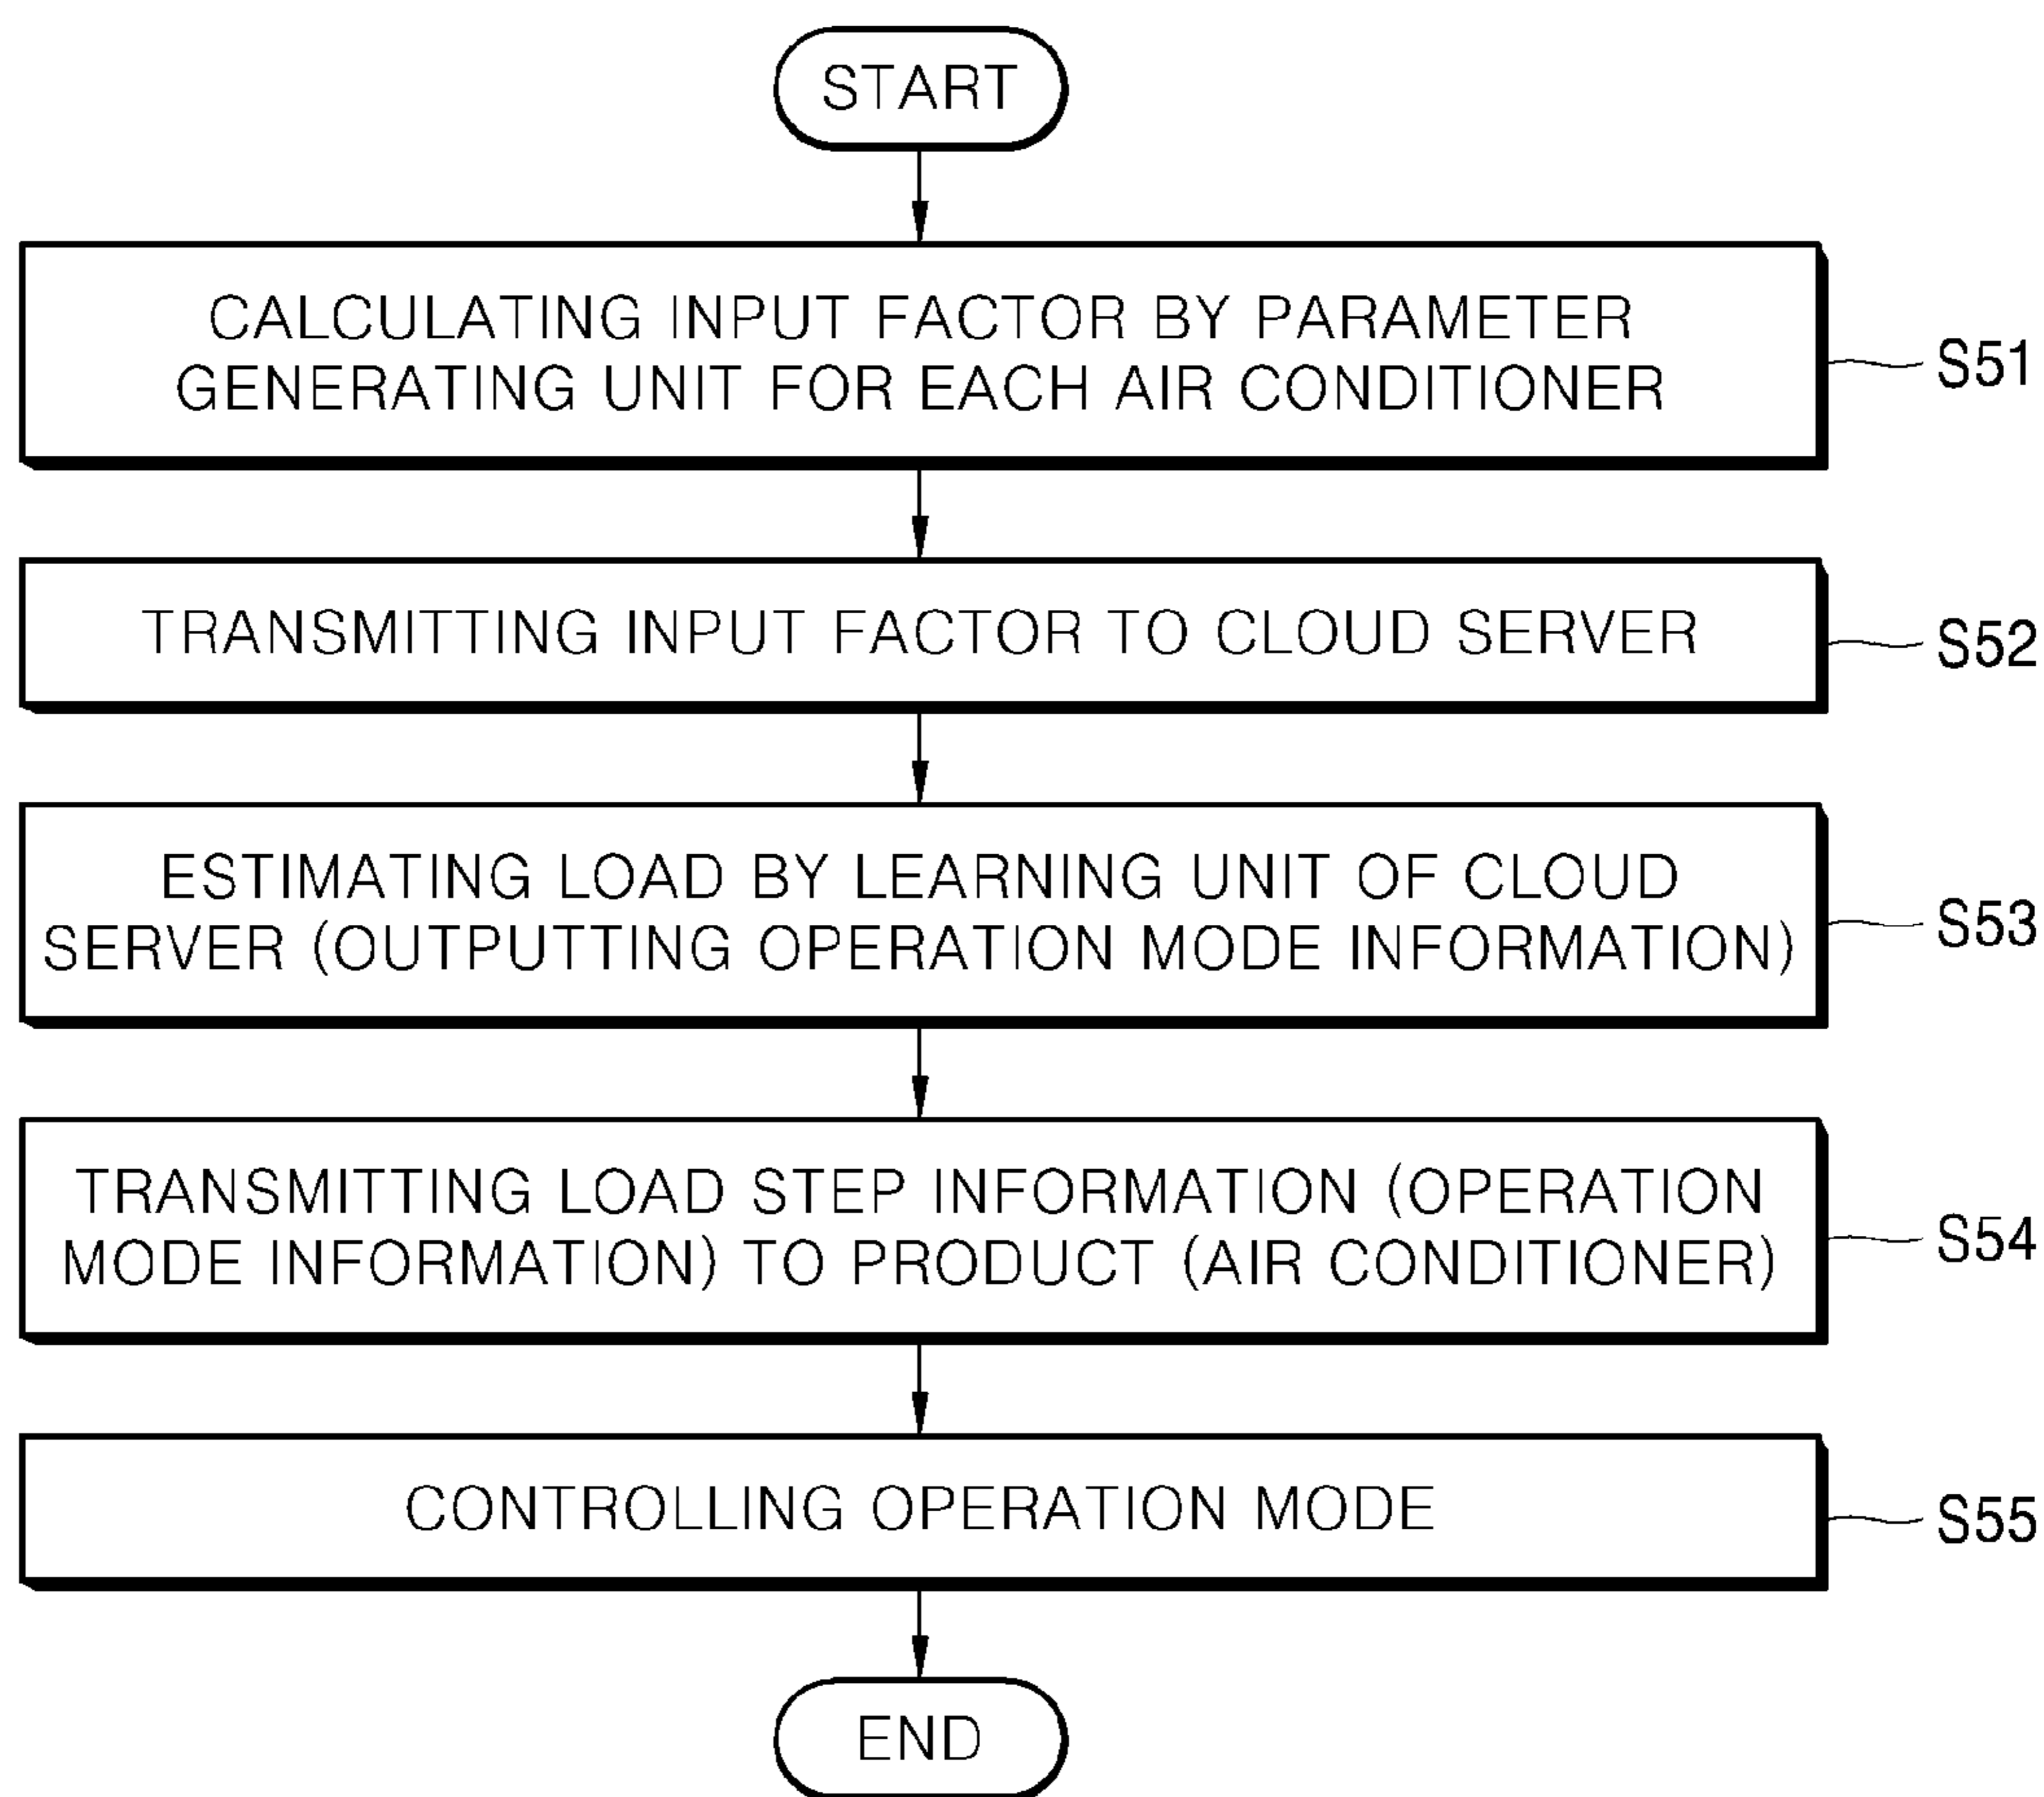 START
CALCULATING INPUT FACTOR BY PARAMETER
GENERATING UNIT FOR EACH AIR CONDITIONER
S51
TRANSMITTING INPUT FACTOR TO CLOUD SERVER
S52
ESTIMATING LOAD BY LEARNING UNIT OF CLOUD
SERVER (OUTPUTTING OPERATION MODE INFORMATION)
S53
TRANSMITTING LOAD STEP INFORMATION (OPERATION
MODE INFORMATION) TO PRODUCT (AIR CONDITIONER)
S54
CONTROLLING OPERATION MODE
S55
END